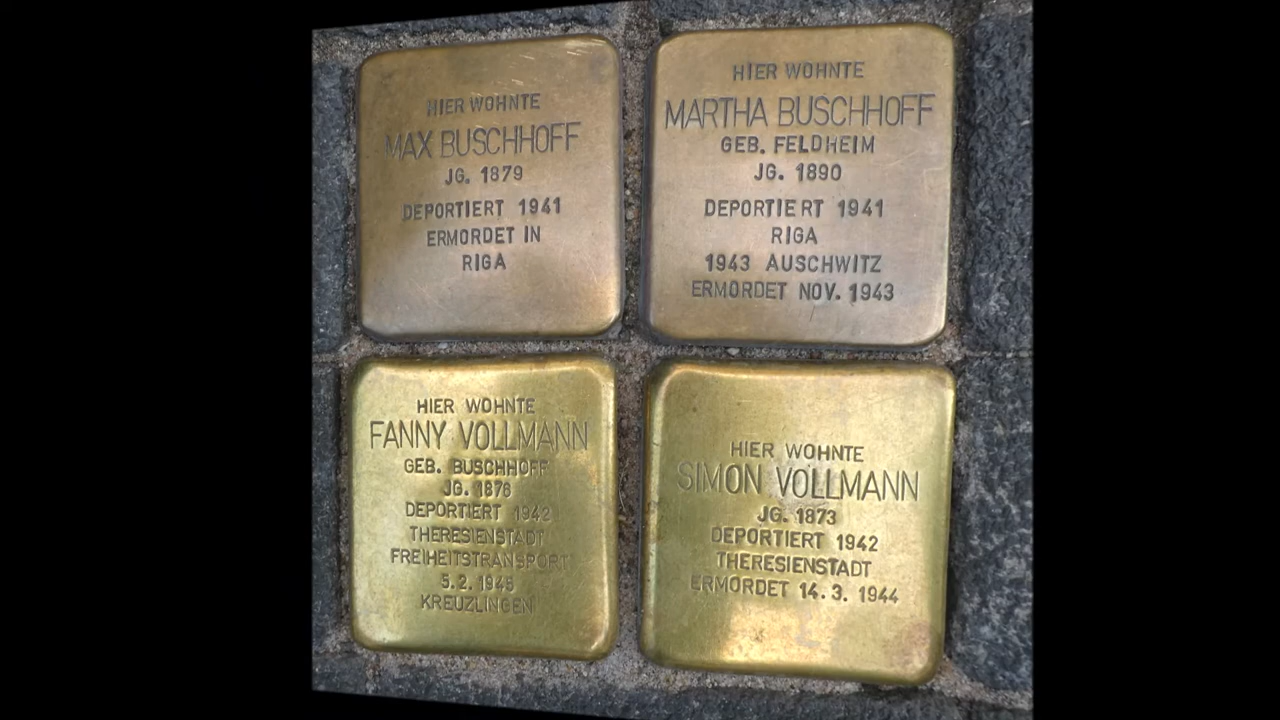 HIER WOHNTE
MAX BUSCHHOFF
JG. 1879
DEPORTIERT 1941
ERMORDET IN
RIGA
HIER WOHNTE
MARTHA BUSCHHOFF
GEB. FELDHEIM
JG. 1890
DEPORTIERT 1941
RIGA
1943 AUSCHWITZ
ERMORDET NOV. 1943
HIER WOHNTE
FANNY VOLLMANN
GEB. BUSCHHOFF
JG. 1876
DEPORTIERT 1942
THERESIENSTADT
FREIHEITSTRANSPORT
5.2.1945
KREUZLINGEN
HIER WOHNTE
SIMON VOLLMANN
JG. 1873
DEPORTIERT 1942
THERESIENSTADT
ERMORDET 14.3.1944